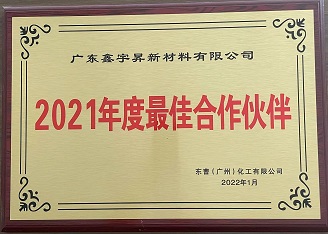 广东鑫宇昇新材料有限公司
2021年度最佳合作伙伴
东曹（广州）化工有限公司
2022年1月